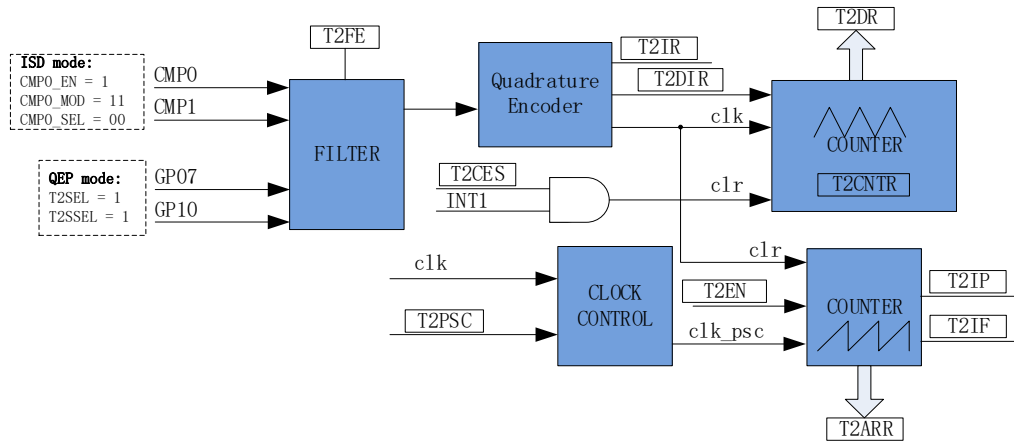 T2FE
T2DR
ISD mode:
CMP0_EN = 1
CMP0_MOD = 11
CMP0_SEL = 00
CMP0
CMP1
QEP mode:
T2SEL = 1
T2SSEL = 1
GP07
GP10
FILTER
Quadrature
Encoder
T2IR
T2DIR
clk
COUNTER
T2CNTR
T2CES
INT1
clr
clk
T2PSC
CLOCK
CONTROL
clr
T2EN
clk_psc
COUNTER
T2IP
T2IF
T2ARR